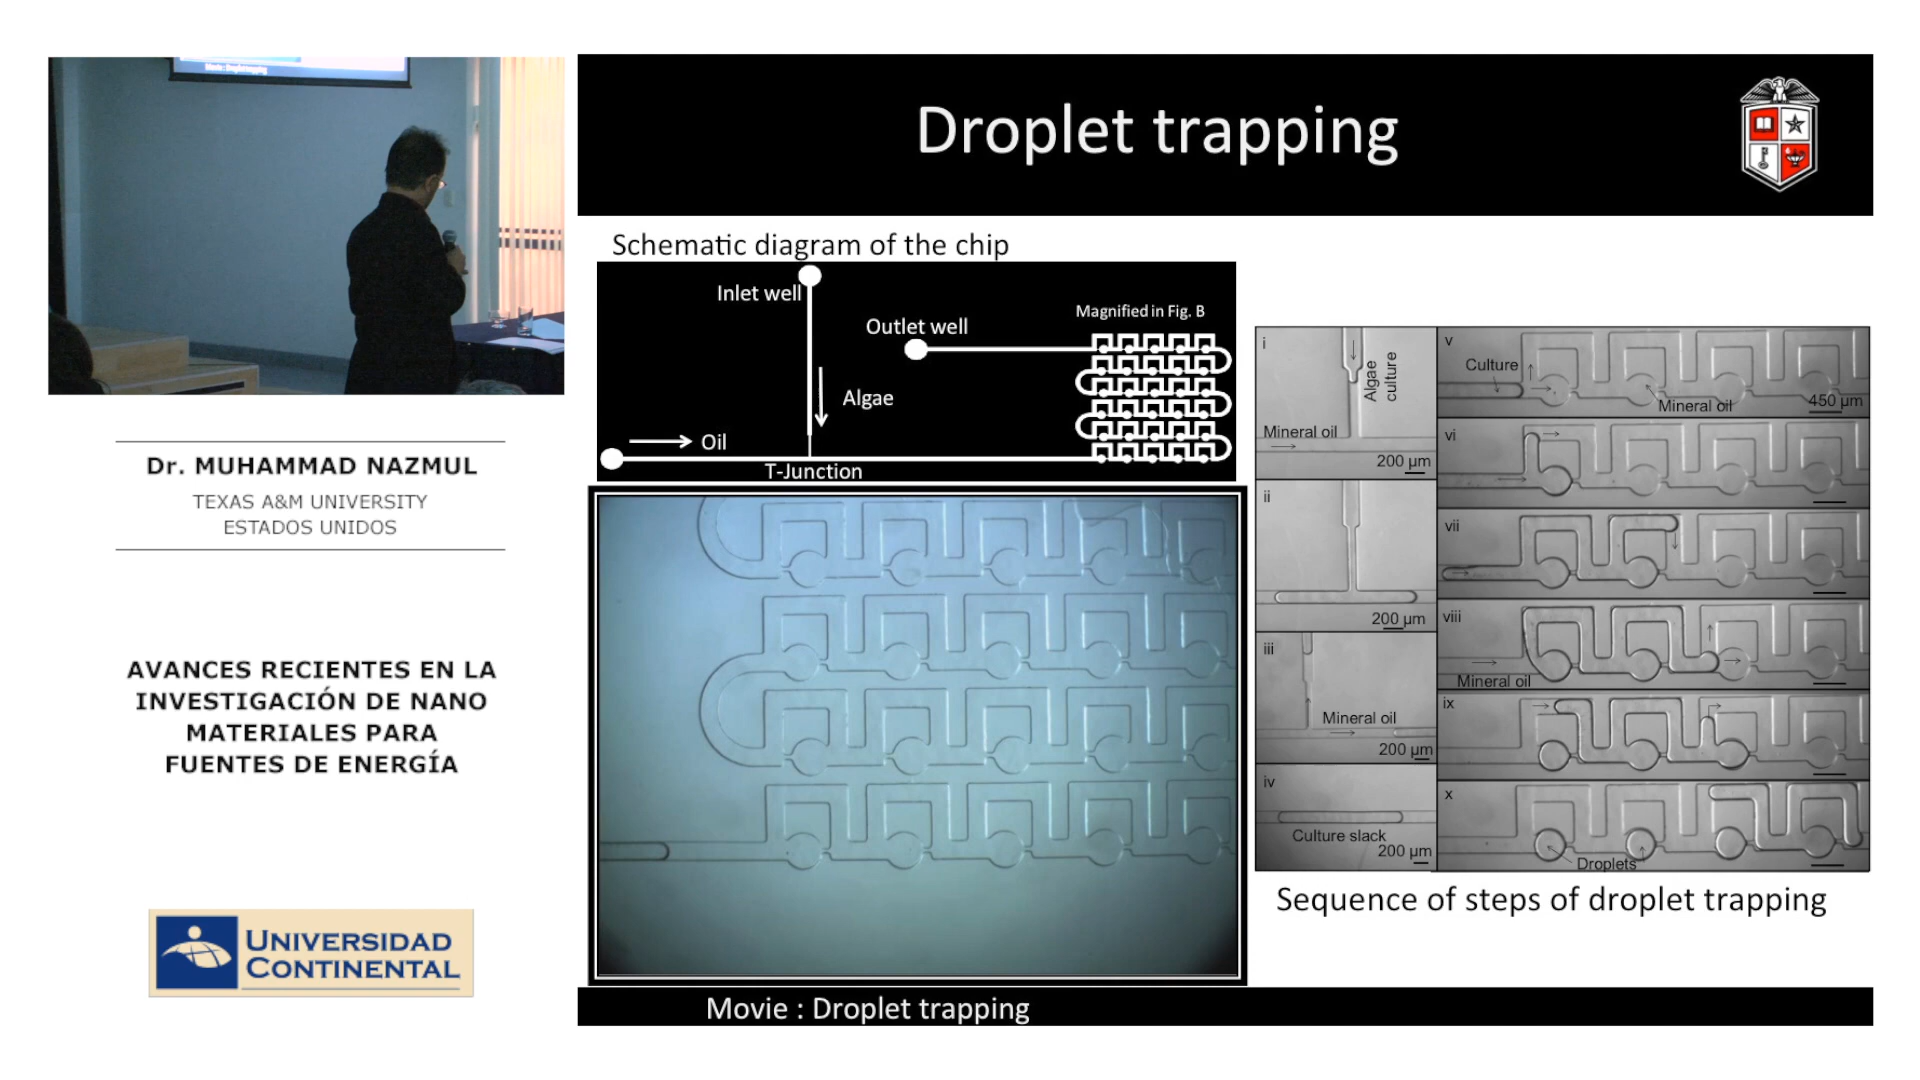 Dr. MUHAMMAD NAZMUL
TEXAS A&M UNIVERSITY
ESTADOS UNIDOS
AVANCES RECIENTES EN LA
INVESTIGACIÓN DE NANO
MATERIALES PARA
FUENTES DE ENERGÍA
UNIVERSIDAD
CONTINENTAL
Droplet trapping
Schematic diagram of the chip
Inlet well
Outlet well
Magnified in Fig. B
Algae
Oil
T-Junction
Movie : Droplet trapping
i
Algae
culture
Mineral oil
200 µm
ii
200 µm
iii
Mineral oil
200 µm
iv
Culture slack
200 µm
v
Culture
Mineral oil
450 µm
vi
vii
viii
Mineral oil
ix
x
Droplets
Sequence of steps of droplet trapping